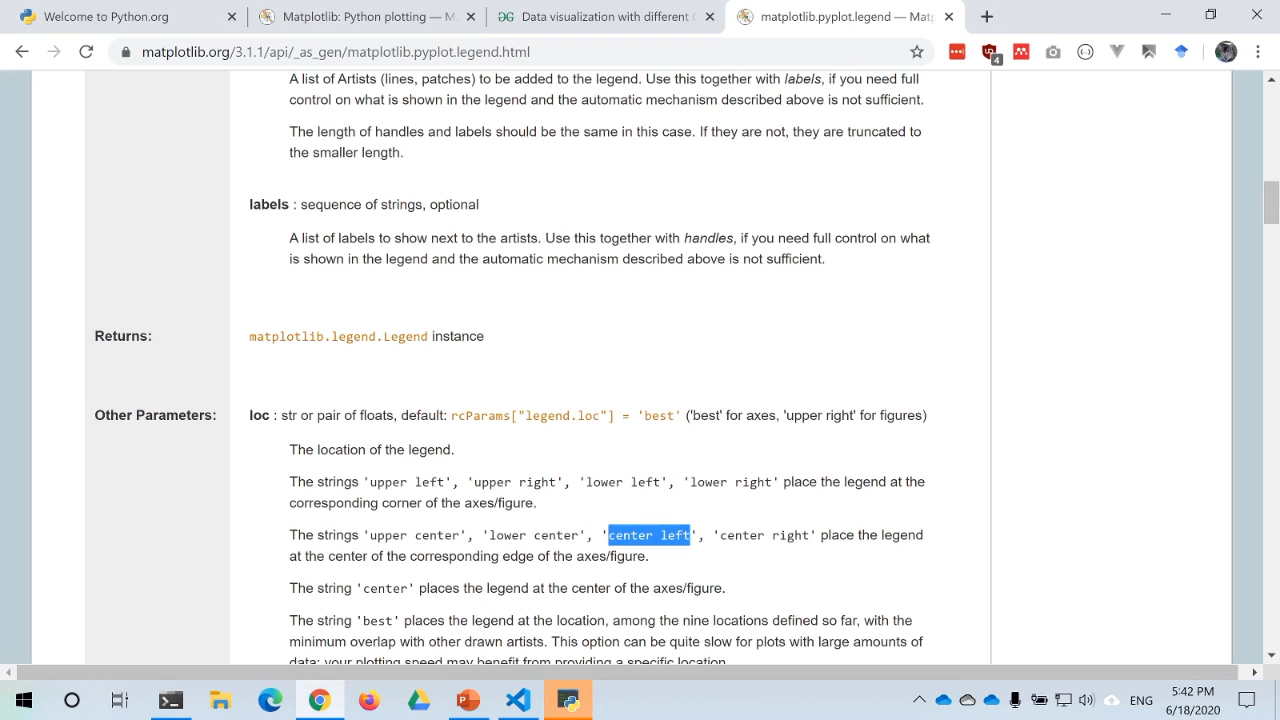 Welcome to Python.org
Matplotlib: Python plotting — M
Data visualization with different C
matplotlib.pyplot.legend — Matp
matplotlib.org/3.1.1/api/_as_gen/matplotlib.pyplot.legend.html
4
A list of Artists (lines, patches) to be added to the legend. Use this together with labels, if you need full
control on what is shown in the legend and the automatic mechanism described above is not sufficient.
The length of handles and labels should be the same in this case. If they are not, they are truncated to
the smaller length.
labels : sequence of strings, optional
A list of labels to show next to the artists. Use this together with handles, if you need full control on what
is shown in the legend and the automatic mechanism described above is not sufficient.
Returns: matplotlib.legend.Legend instance
Other Parameters: loc : str or pair of floats, default: rcParams["legend.loc"] = 'best' ('best' for axes, 'upper right' for figures)
The location of the legend.
The strings 'upper left', 'upper right', 'lower left', 'lower right' place the legend at the
corresponding corner of the axes/figure.
The strings 'upper center', 'lower center', 'center left', 'center right' place the legend
at the center of the corresponding edge of the axes/figure.
The string 'center' places the legend at the center of the axes/figure.
The string 'best' places the legend at the location, among the nine locations defined so far, with the
minimum overlap with other drawn artists. This option can be quite slow for plots with large amounts of
data; your plotting speed may benefit from providing a specific location.
ENG
5:42 PM
6/18/2020